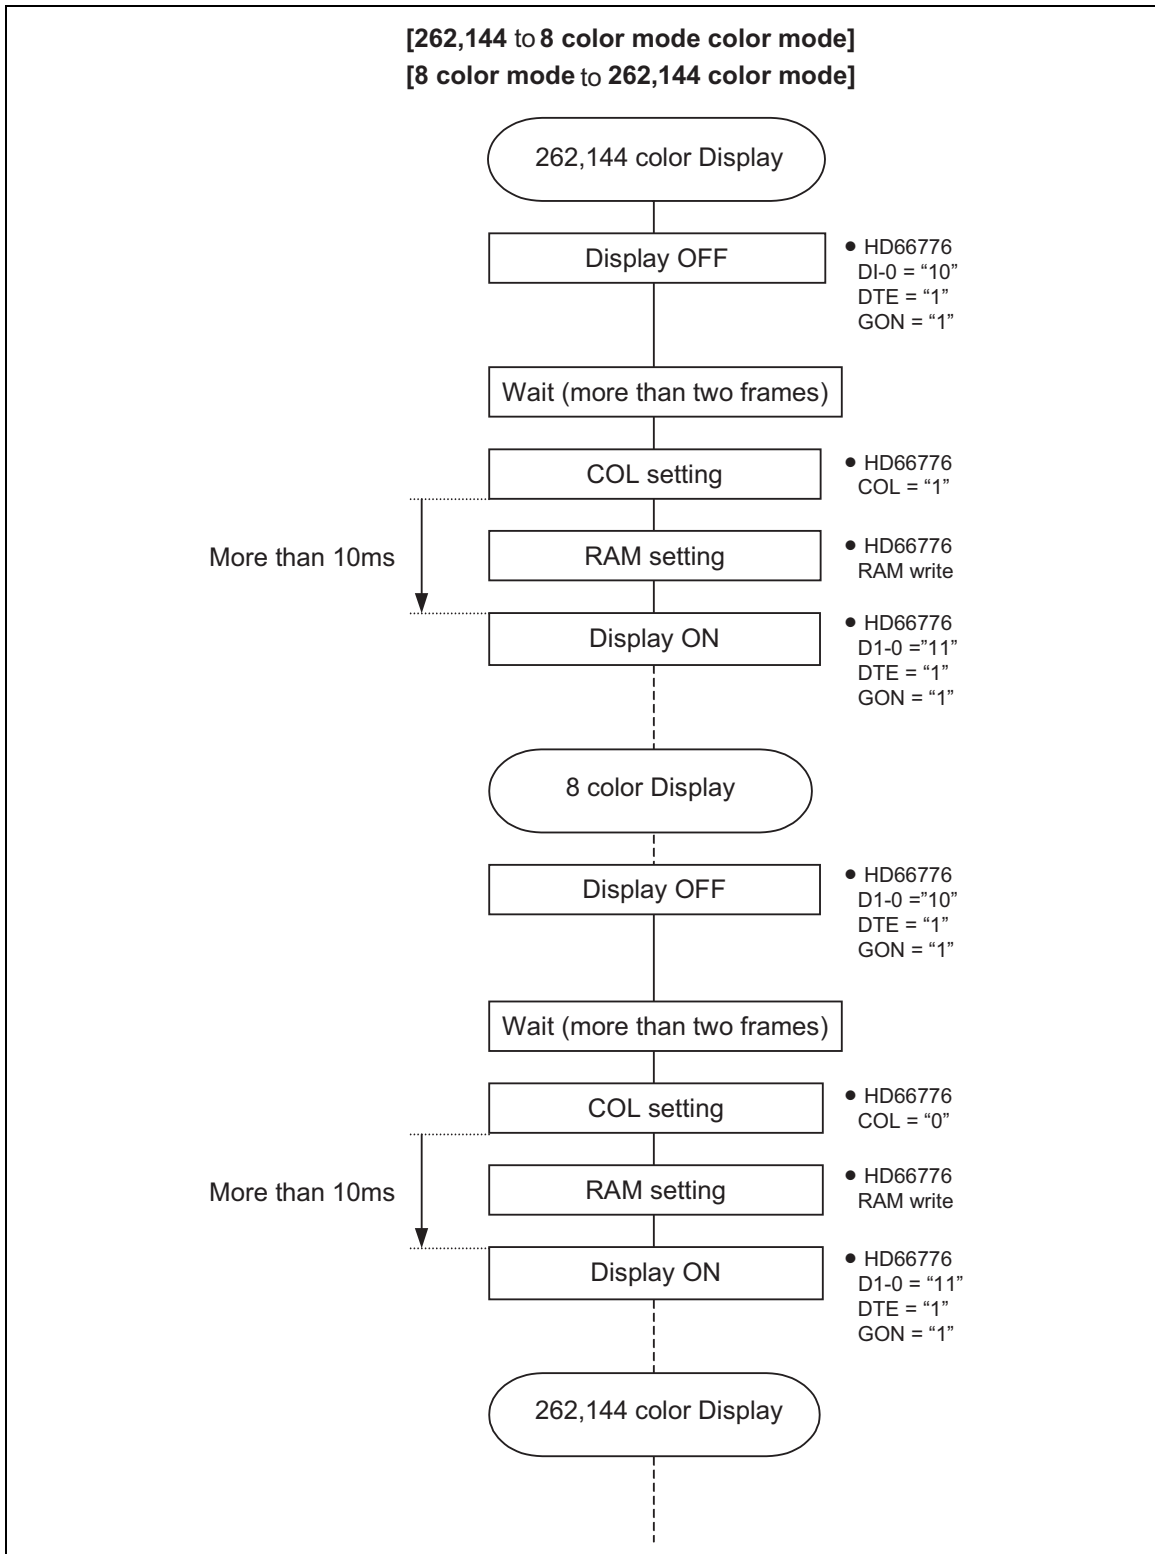 [262,144 to 8 color mode color mode]
[8 color mode to 262,144 color mode]
262,144 color Display
Display OFF
● HD66776
DI-0 = “10”
DTE = “1”
GON = “1”
Wait (more than two frames)
COL setting
● HD66776
COL = “1”
More than 10ms
RAM setting
● HD66776
RAM write
Display ON
● HD66776
D1-0 =”11”
DTE = “1”
GON = “1”
8 color Display
Display OFF
● HD66776
D1-0 =”10”
DTE = “1”
GON = “1”
Wait (more than two frames)
COL setting
● HD66776
COL = “0”
More than 10ms
RAM setting
● HD66776
RAM write
Display ON
● HD66776
D1-0 = “11”
DTE = “1”
GON = “1”
262,144 color Display